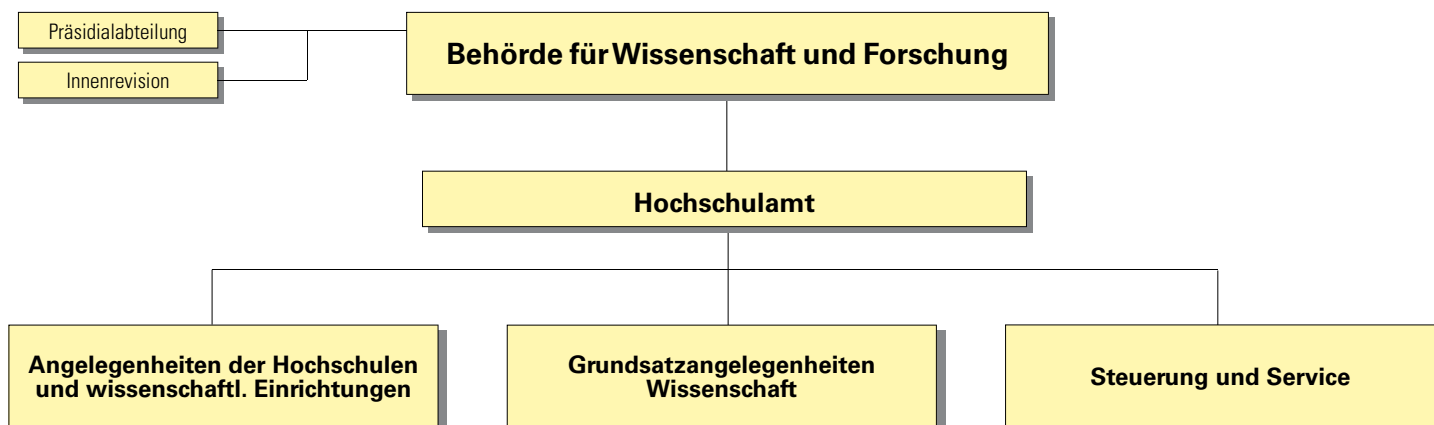 Präsidialabteilung
Behörde für Wissenschaft und Forschung
Innenrevision
Hochschulamt
Angelegenheiten der Hochschulen
und wissenschaftl. Einrichtungen
Grundsatzangelegenheiten
Wissenschaft
Steuerung und Service